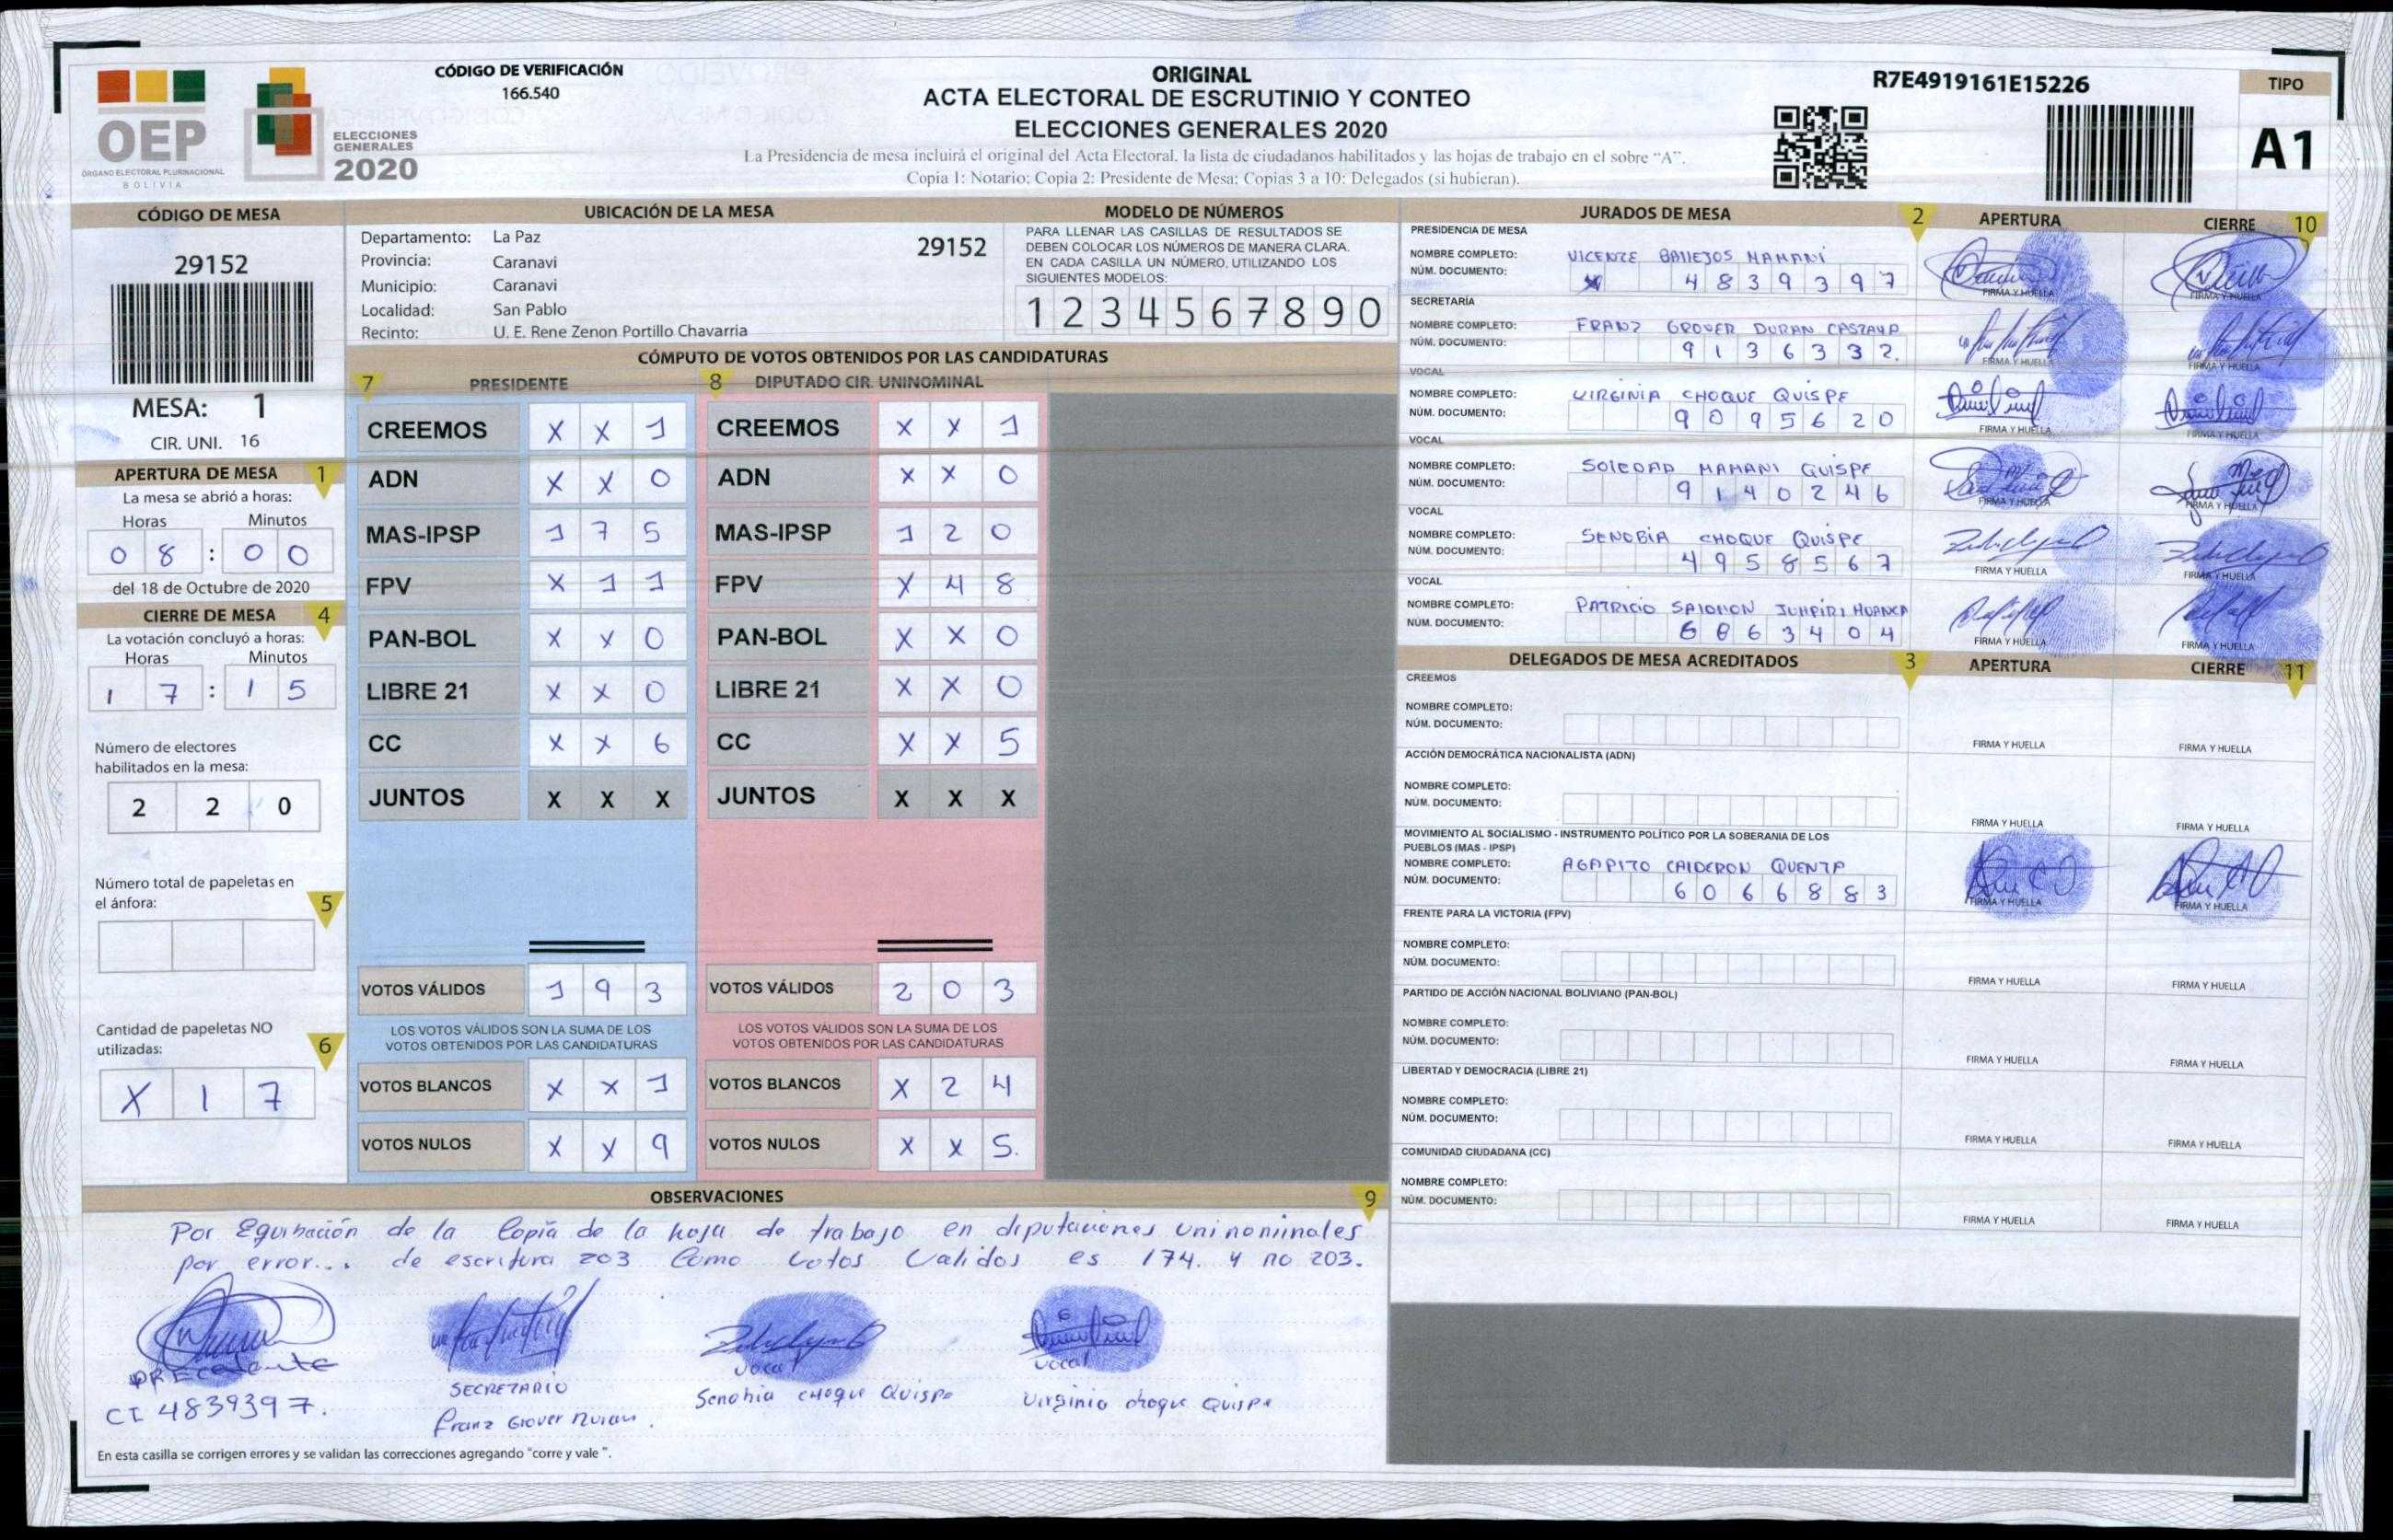 CÓDIGO DE VERIFICACIÓN
166.540
OEP
ÓRGANO ELECTORAL PLURINACIONAL
BOLIVIA
ELECCIONES
GENERALES
2020
ORIGINAL
ACTA ELECTORAL DE ESCRUTINIO Y CONTEO
ELECCIONES GENERALES 2020
La Presidencia de mesa incluirá el original del Acta Electoral, la lista de ciudadanos habilitados y las hojas de trabajo en el sobre "A".
Copia 1: Notario; Copia 2: Presidente de Mesa; Copias 3 a 10: Delegados (si hubieran).
R7E4919161E15226
TIPO
A1
CÓDIGO DE MESA
29152
MESA: 1
CIR. UNI. 16
APERTURA DE MESA 1
La mesa se abrió a horas:
Horas Minutos
0 8 : 0 0
del 18 de Octubre de 2020
CIERRE DE MESA 4
La votación concluyó a horas:
Horas Minutos
1 7 : 1 5
Número de electores
habilitados en la mesa:
2 2 0
Número total de papeletas en
el ánfora: 5
Cantidad de papeletas NO
utilizadas: 6
X 1 7
UBICACIÓN DE LA MESA
Departamento: La Paz 29152
Provincia: Caranavi
Municipio: Caranavi
Localidad: San Pablo
Recinto: U. E. Rene Zenon Portillo Chavarria
MODELO DE NÚMEROS
PARA LLENAR LAS CASILLAS DE RESULTADOS SE
DEBEN COLOCAR LOS NÚMEROS DE MANERA CLARA.
EN CADA CASILLA UN NÚMERO, UTILIZANDO LOS
SIGUIENTES MODELOS:
1 2 3 4 5 6 7 8 9 0
CÓMPUTO DE VOTOS OBTENIDOS POR LAS CANDIDATURAS
7 PRESIDENTE
CREEMOS X X 1
ADN X X 0
MAS-IPSP 1 7 5
FPV X 1 1
PAN-BOL X X 0
LIBRE 21 X X 0
CC X X 6
JUNTOS X X X
VOTOS VÁLIDOS 1 9 3
LOS VOTOS VÁLIDOS SON LA SUMA DE LOS
VOTOS OBTENIDOS POR LAS CANDIDATURAS
VOTOS BLANCOS X X 1
VOTOS NULOS X X 9
8 DIPUTADO CIR. UNINOMINAL
CREEMOS X X 1
ADN X X 0
MAS-IPSP 1 2 0
FPV X 4 8
PAN-BOL X X 0
LIBRE 21 X X 0
CC X X 5
JUNTOS X X X
VOTOS VÁLIDOS 2 0 3
LOS VOTOS VÁLIDOS SON LA SUMA DE LOS
VOTOS OBTENIDOS POR LAS CANDIDATURAS
VOTOS BLANCOS X 2 4
VOTOS NULOS X X 5.
JURADOS DE MESA 2 APERTURA CIERRE 10
PRESIDENCIA DE MESA
NOMBRE COMPLETO: VICENTE BALLEJOS MAMANI
NÚM. DOCUMENTO: 4 8 3 9 3 9 7
FIRMA Y HUELLA FIRMA Y HUELLA
SECRETARÍA
NOMBRE COMPLETO: FRANZ GROVER DURAN
NÚM. DOCUMENTO: 9 1 3 6 3 3 2.
FIRMA Y HUELLA FIRMA Y HUELLA
VOCAL
NOMBRE COMPLETO: VIRGINIA CHOQUE QUISPE
NÚM. DOCUMENTO: 9 0 9 5 6 2 0
FIRMA Y HUELLA FIRMA Y HUELLA
VOCAL
NOMBRE COMPLETO: SOLEDAD MAMANI QUISPE
NÚM. DOCUMENTO: 9 1 4 0 2 4 6
FIRMA Y HUELLA FIRMA Y HUELLA
VOCAL
NOMBRE COMPLETO: SENOBIA CHOQUE QUISPE
NÚM. DOCUMENTO: 4 9 5 8 5 6 7
FIRMA Y HUELLA FIRMA Y HUELLA
VOCAL
NOMBRE COMPLETO: PATRICIO SALOMON JUMPIRI HUANCA
NÚM. DOCUMENTO: 6 8 6 3 4 0 4
FIRMA Y HUELLA FIRMA Y HUELLA
DELEGADOS DE MESA ACREDITADOS 3 APERTURA CIERRE 11
CREEMOS
NOMBRE COMPLETO:
NÚM. DOCUMENTO:
FIRMA Y HUELLA FIRMA Y HUELLA
ACCIÓN DEMOCRÁTICA NACIONALISTA (ADN)
NOMBRE COMPLETO:
NÚM. DOCUMENTO:
FIRMA Y HUELLA FIRMA Y HUELLA
MOVIMIENTO AL SOCIALISMO - INSTRUMENTO POLÍTICO POR LA SOBERANIA DE LOS
PUEBLOS (MAS - IPSP)
NOMBRE COMPLETO: AGAPITO CALDERON QUENTA
NÚM. DOCUMENTO: 6 0 6 6 8 8 3
FIRMA Y HUELLA FIRMA Y HUELLA
FRENTE PARA LA VICTORIA (FPV)
NOMBRE COMPLETO:
NÚM. DOCUMENTO:
FIRMA Y HUELLA FIRMA Y HUELLA
PARTIDO DE ACCIÓN NACIONAL BOLIVIANO (PAN-BOL)
NOMBRE COMPLETO:
NÚM. DOCUMENTO:
FIRMA Y HUELLA FIRMA Y HUELLA
LIBERTAD Y DEMOCRACIA (LIBRE 21)
NOMBRE COMPLETO:
NÚM. DOCUMENTO:
FIRMA Y HUELLA FIRMA Y HUELLA
COMUNIDAD CIUDADANA (CC)
NOMBRE COMPLETO:
NÚM. DOCUMENTO:
FIRMA Y HUELLA FIRMA Y HUELLA
OBSERVACIONES 9
Por Equibación de la Copia de la hoja de trabajo en diputaciones uninominales
por error... de escritura 203 Como Votos Validos es 174. y no 203.
CI 4839397.
SECRETARIO
Franz Grover Duran.
Vocal
Senobia CHOQUE Quispe
Vocal
Virginia choque Quispe
En esta casilla se corrigen errores y se validan las correcciones agregando "corre y vale ".